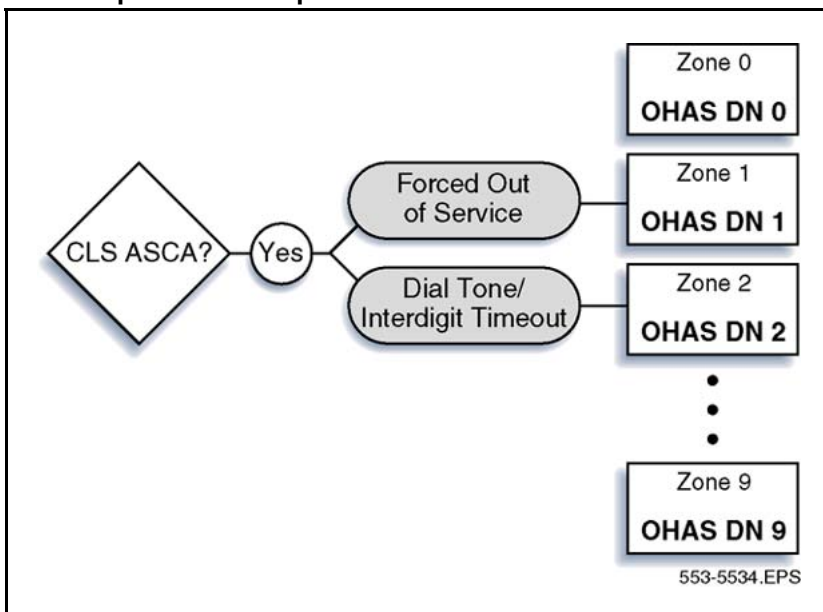 CLS ASCA?
Yes
Forced Out
of Service
Dial Tone/
Interdigit Timeout
Zone 0
OHAS DN 0
Zone 1
OHAS DN 1
Zone 2
OHAS DN 2
Zone 9
OHAS DN 9
553-5534.EPS